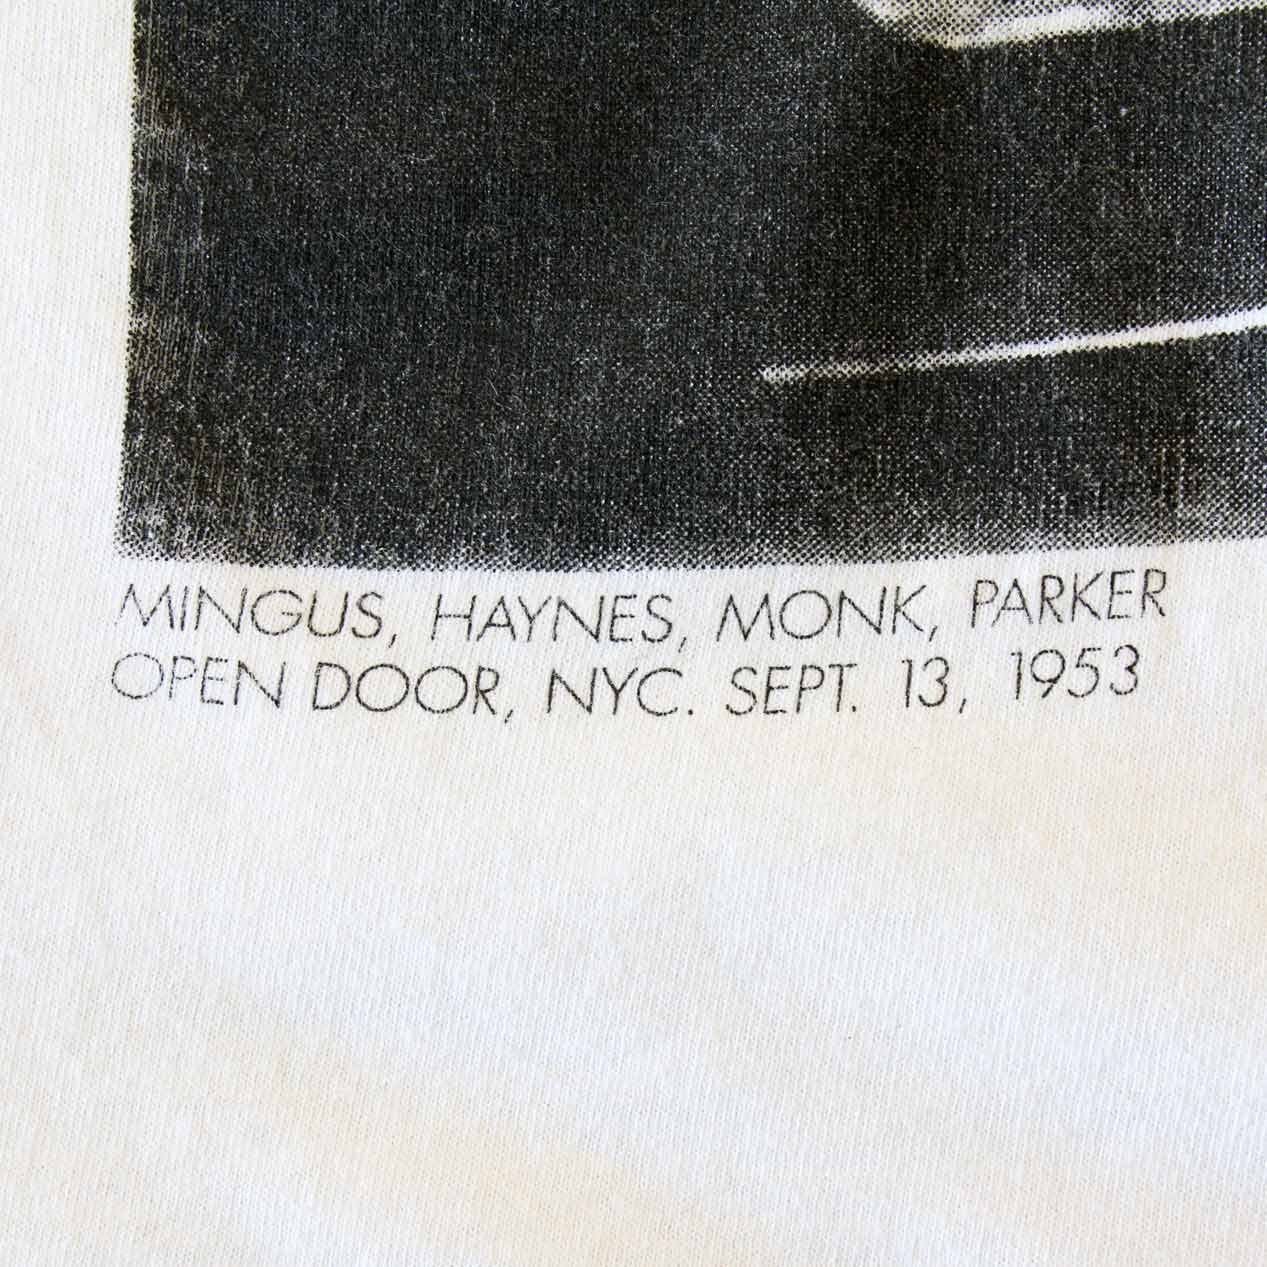 MINGUS, HAYNES, MONK, PARKER
OPEN DOOR, NYC. SEPT. 13, 1953